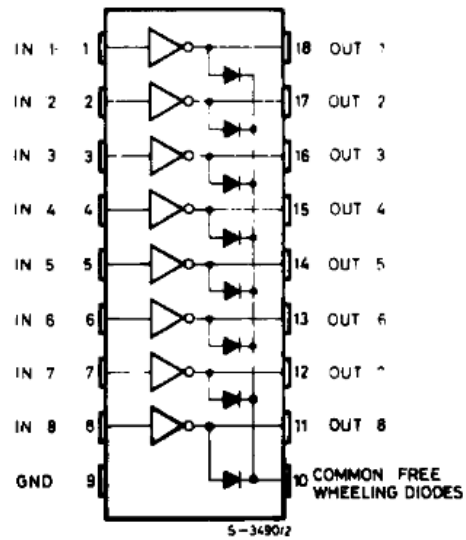 IN 1 1 18 OUT
IN 2 2 17 OUT 2
IN 3 3 16 OUT 3
IN 4 4 15 OUT 4
IN 5 5 14 OUT 5
IN 6 6 13 OUT 6
IN 7 7 12 OUT
IN 8 8 11 OUT 8
GND 9 10 COMMON FREE
WHEELING DIODES
S-3490/2